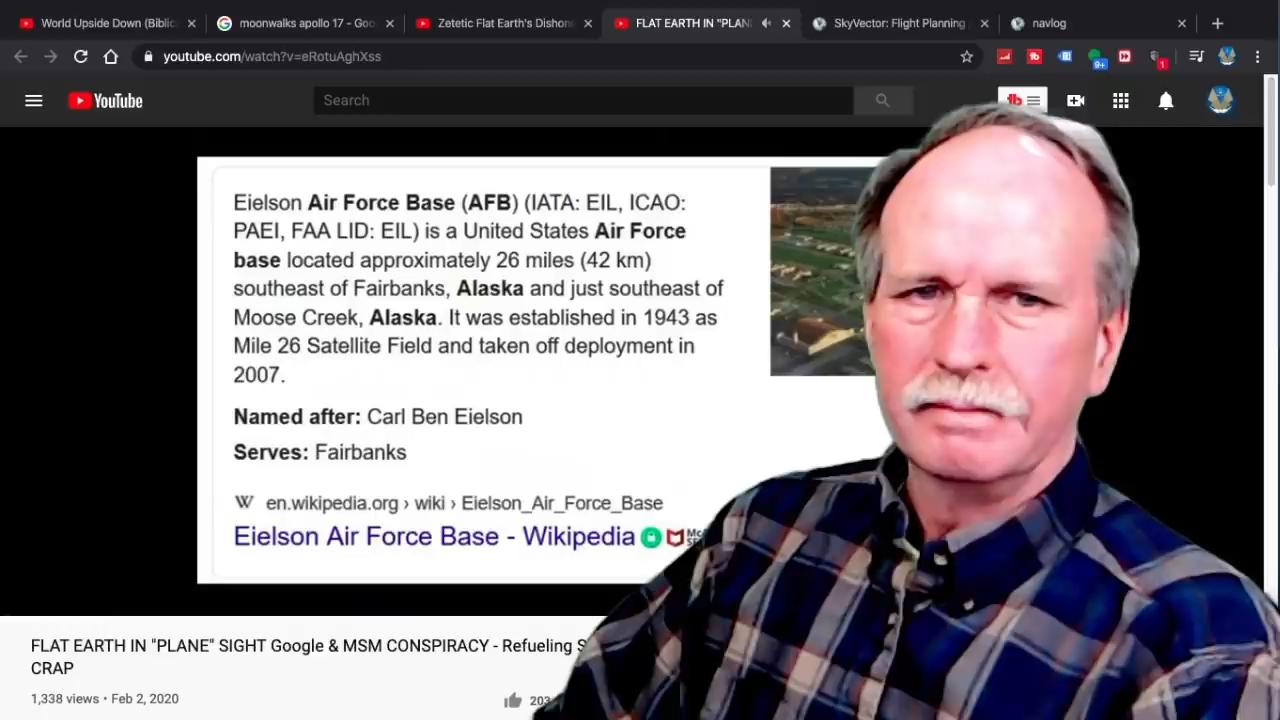 World Upside Down (Biblic
moonwalks apollo 17 - Goo
Zetetic Flat Earth's Dishone
FLAT EARTH IN "PLANE
SkyVector: Flight Planning
navlog
youtube.com/watch?v=eRotuAghXss
9+
1
YouTube
Search
Eielson Air Force Base (AFB) (IATA: EIL, ICAO:
PAEI, FAA LID: EIL) is a United States Air Force
base located approximately 26 miles (42 km)
southeast of Fairbanks, Alaska and just southeast of
Moose Creek, Alaska. It was established in 1943 as
Mile 26 Satellite Field and taken off deployment in
2007.
Named after: Carl Ben Eielson
Serves: Fairbanks
W en.wikipedia.org › wiki › Eielson_Air_Force_Base
Eielson Air Force Base - Wikipedia
FLAT EARTH IN "PLANE" SIGHT Google & MSM CONSPIRACY - Refueling S
CRAP
1,338 views • Feb 2, 2020
203